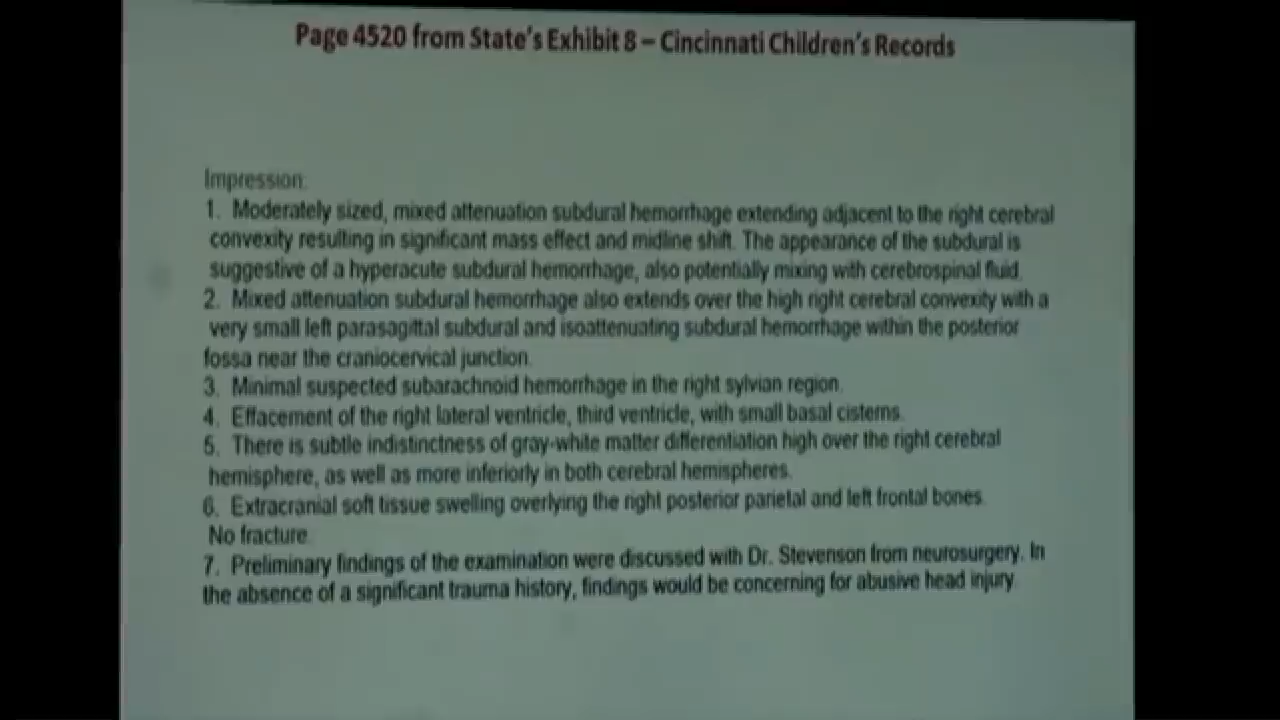 Page 4520 from State's Exhibit 8 – Cincinnati Children's Records
Impression:
1. Moderately sized, mixed attenuation subdural hemorrhage extending adjacent to the right cerebral
convexity resulting in significant mass effect and midline shift. The appearance of the subdural is
suggestive of a hyperacute subdural hemorrhage, also potentially mixing with cerebrospinal fluid.
2. Mixed attenuation subdural hemorrhage also extends over the high right cerebral convexity with a
very small left parasagittal subdural and isoattenuating subdural hemorrhage within the posterior
fossa near the craniocervical junction.
3. Minimal suspected subarachnoid hemorrhage in the right sylvian region.
4. Effacement of the right lateral ventricle, third ventricle, with small basal cisterns.
5. There is subtle indistinctness of gray-white matter differentiation high over the right cerebral
hemisphere, as well as more inferiorly in both cerebral hemispheres.
6. Extracranial soft tissue swelling overlying the right posterior parietal and left frontal bones.
No fracture.
7. Preliminary findings of the examination were discussed with Dr. Stevenson from neurosurgery. In
the absence of a significant trauma history, findings would be concerning for abusive head injury.